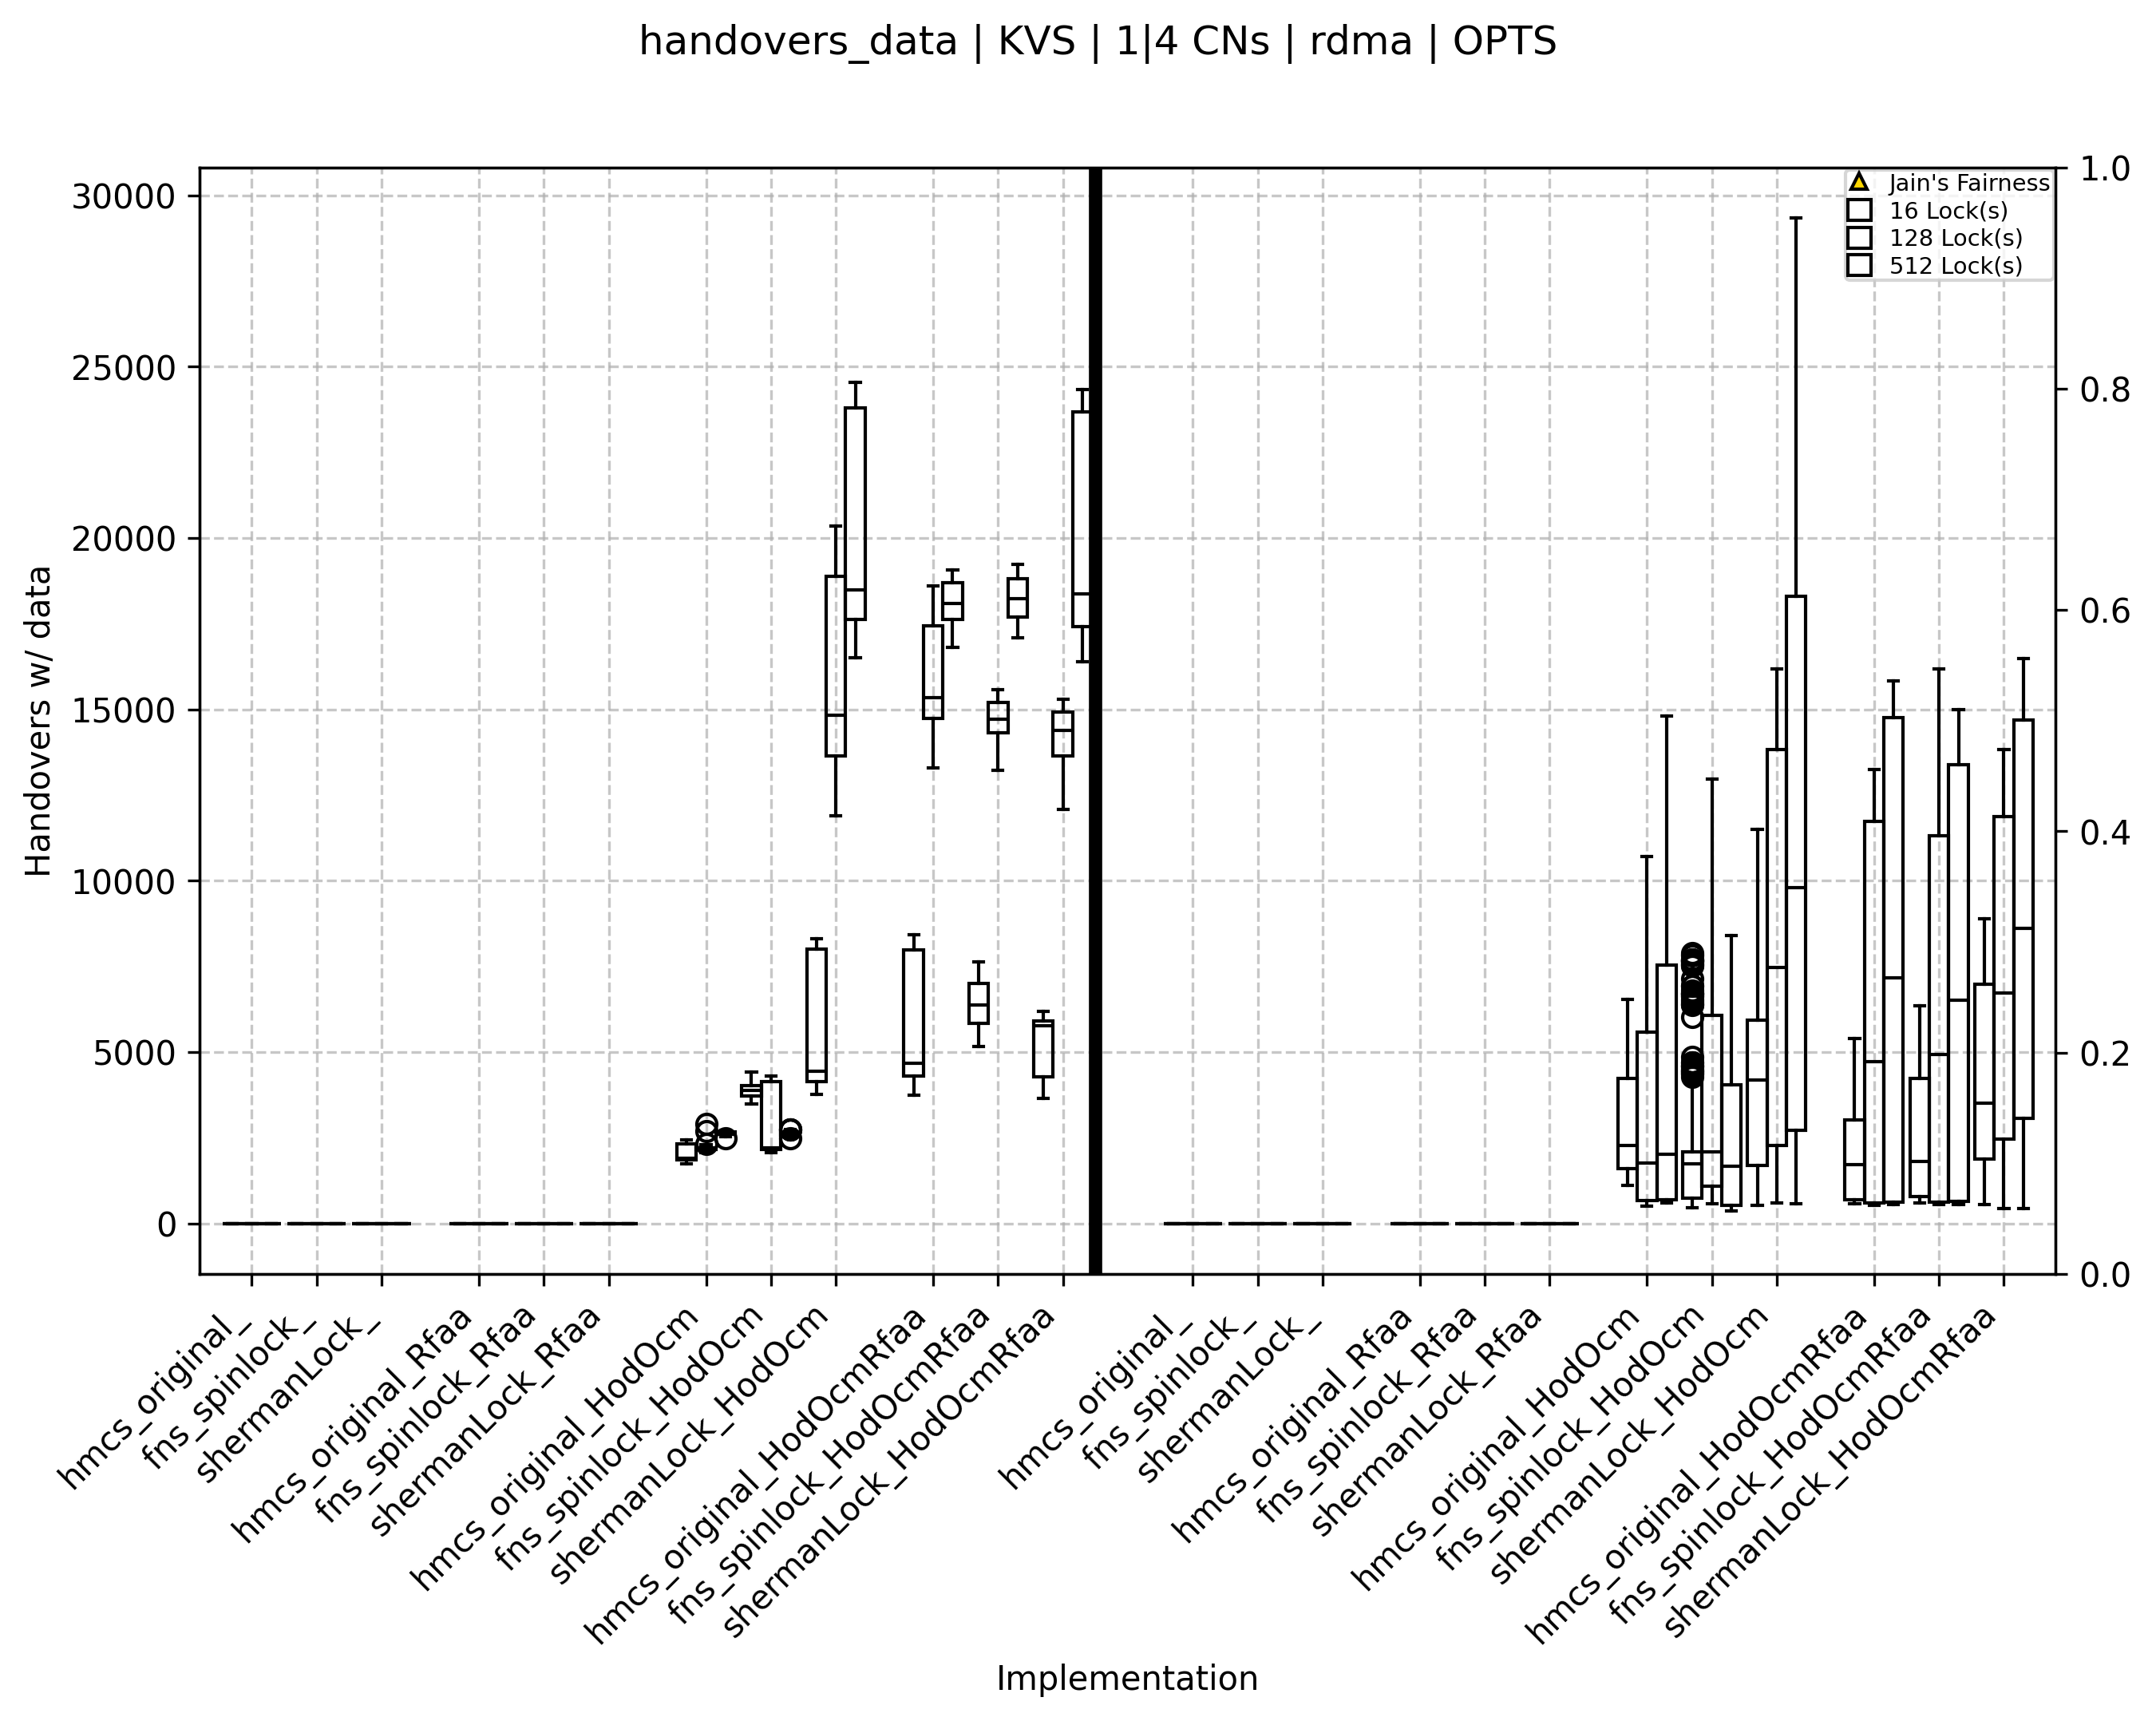 handovers_data | KVS | 1|4 CNs | rdma | OPTS
Handovers w/ data
30000
25000
20000
15000
10000
5000
0
1.0
0.8
0.6
0.4
0.2
0.0
Jain's Fairness
16 Lock(s)
128 Lock(s)
512 Lock(s)
hmcs_original_
fns_spinlock_
shermanLock_
hmcs_original_Rfaa
fns_spinlock_Rfaa
shermanLock_Rfaa
hmcs_original_HodOcm
fns_spinlock_HodOcm
shermanLock_HodOcm
hmcs_original_HodOcmRfaa
fns_spinlock_HodOcmRfaa
shermanLock_HodOcmRfaa
hmcs_original_
fns_spinlock_
shermanLock_
hmcs_original_Rfaa
fns_spinlock_Rfaa
shermanLock_Rfaa
hmcs_original_HodOcm
fns_spinlock_HodOcm
shermanLock_HodOcm
hmcs_original_HodOcmRfaa
fns_spinlock_HodOcmRfaa
shermanLock_HodOcmRfaa
Implementation